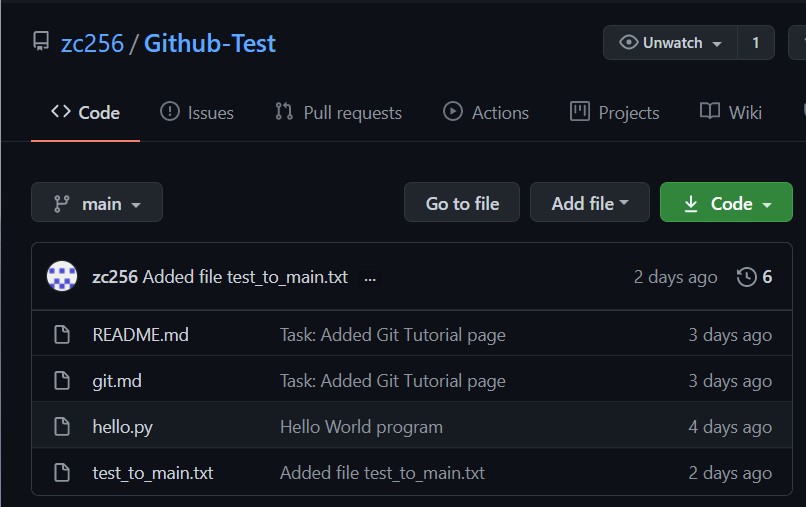 zc256 / Github-Test
Unwatch 1
Code Issues Pull requests Actions Projects Wiki
main Go to file Add file Code
zc256 Added file test_to_main.txt ... 2 days ago 6
README.md Task: Added Git Tutorial page 3 days ago
git.md Task: Added Git Tutorial page 3 days ago
hello.py Hello World program 4 days ago
test_to_main.txt Added file test_to_main.txt 2 days ago